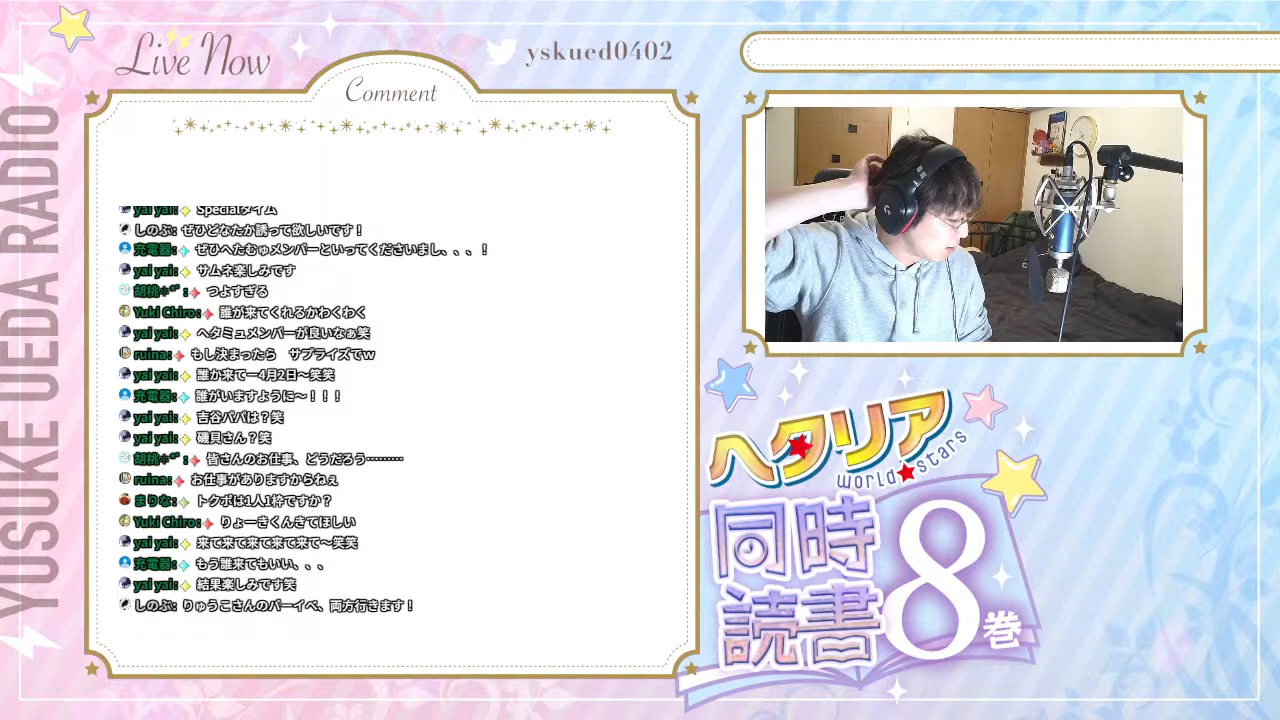 YUSUKE UEDA RADIO
Live Now
yskued0402
Comment
yai yai: Specialタイム
しのぶ: ぜひどなたか誘って欲しいです！
充電器: ぜひヘたむゅメンバーといってくださいまし、、、！
yai yai: サムネ楽しみです
胡桃✧*°: つよすぎる
Yuki Chiro: 誰が来てくれるかわくわく
yai yai: ヘタミュメンバーが良いなぁ笑
ruina: もし決まったら　サプライズでw
yai yai: 誰か来てー4月2日〜笑笑
充電器: 誰がいますように〜！！！
yai yai: 吉谷パパは？笑
yai yai: 磯貝さん？笑
胡桃✧*°: 皆さんのお仕事、どうだろう………
ruina: お仕事がありますからねぇ
まりな: トクボは1人1枠ですか？
Yuki Chiro: りょーきくんきてほしい
yai yai: 来て来て来て来て来て〜笑笑
充電器: もう誰来てもいい、、、
yai yai: 結果楽しみです笑
しのぶ: りゅうこさんのバーイベ、両方行きます！
ヘタリア
world★stars
同時
読書
8巻